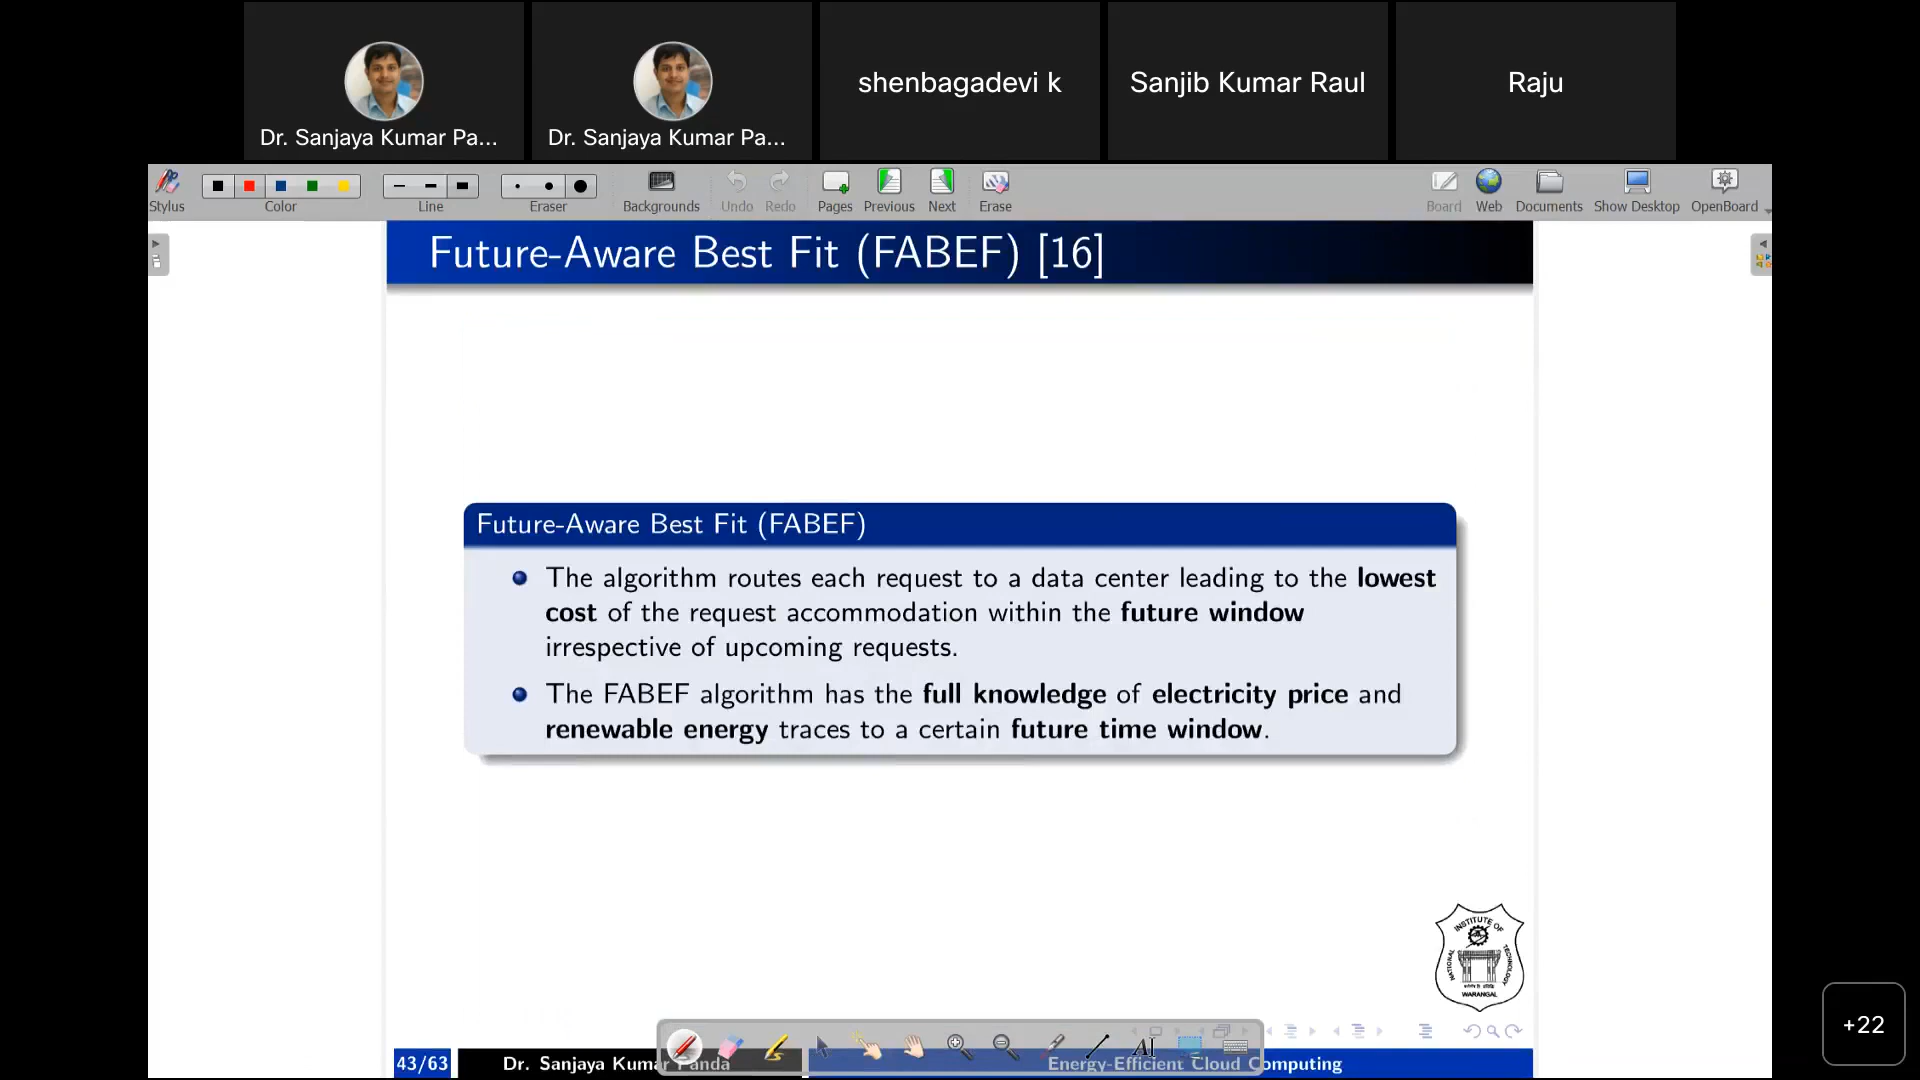 Dr. Sanjaya Kumar Pa...
Dr. Sanjaya Kumar Pa...
shenbagadevi k
Sanjib Kumar Raul
Raju
Stylus
Color
Line
Eraser
Backgrounds
Undo
Redo
Pages
Previous
Next
Erase
Board
Web
Documents
Show Desktop
OpenBoard
Future-Aware Best Fit (FABEF) [16]
Future-Aware Best Fit (FABEF)
The algorithm routes each request to a data center leading to the lowest
cost of the request accommodation within the future window
irrespective of upcoming requests.
The FABEF algorithm has the full knowledge of electricity price and
renewable energy traces to a certain future time window.
NATIONAL INSTITUTE OF TECHNOLOGY
WARANGAL
+22
43/63
Dr. Sanjaya Kumar Panda
Energy-Efficient Cloud Computing